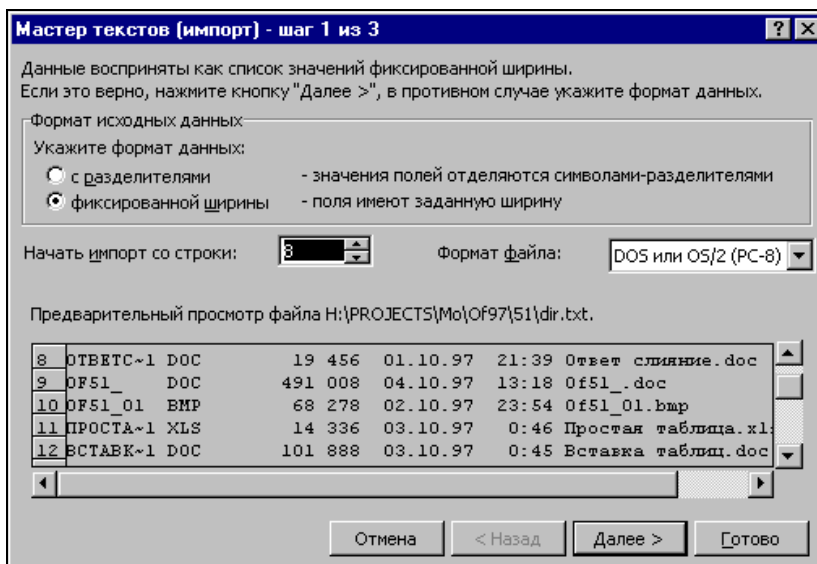 Мастер текстов (импорт) - шаг 1 из 3
Данные восприняты как список значений фиксированной ширины.
Если это верно, нажмите кнопку "Далее >", в противном случае укажите формат данных.
Формат исходных данных
Укажите формат данных:
с разделителями - значения полей отделяются символами-разделителями
фиксированной ширины - поля имеют заданную ширину
Начать импорт со строки: 8 Формат файла: DOS или OS/2 (PC-8)
Предварительный просмотр файла H:\PROJECTS\Mo\Of97\51\dir.txt.
8 ОТВЕТС~1 DOC 19 456 01.10.97 21:39 Ответ слияние.doc
9 OF51_ DOC 491 008 04.10.97 13:18 Of51_.doc
10 OF51_01 BMP 68 278 02.10.97 23:54 Of51_01.bmp
11 ПРОСТА~1 XLS 14 336 03.10.97 0:46 Простая таблица.xl
12 ВСТАВК~1 DOC 101 888 03.10.97 0:45 Вставка таблиц.doc
Отмена < Назад Далее > Готово